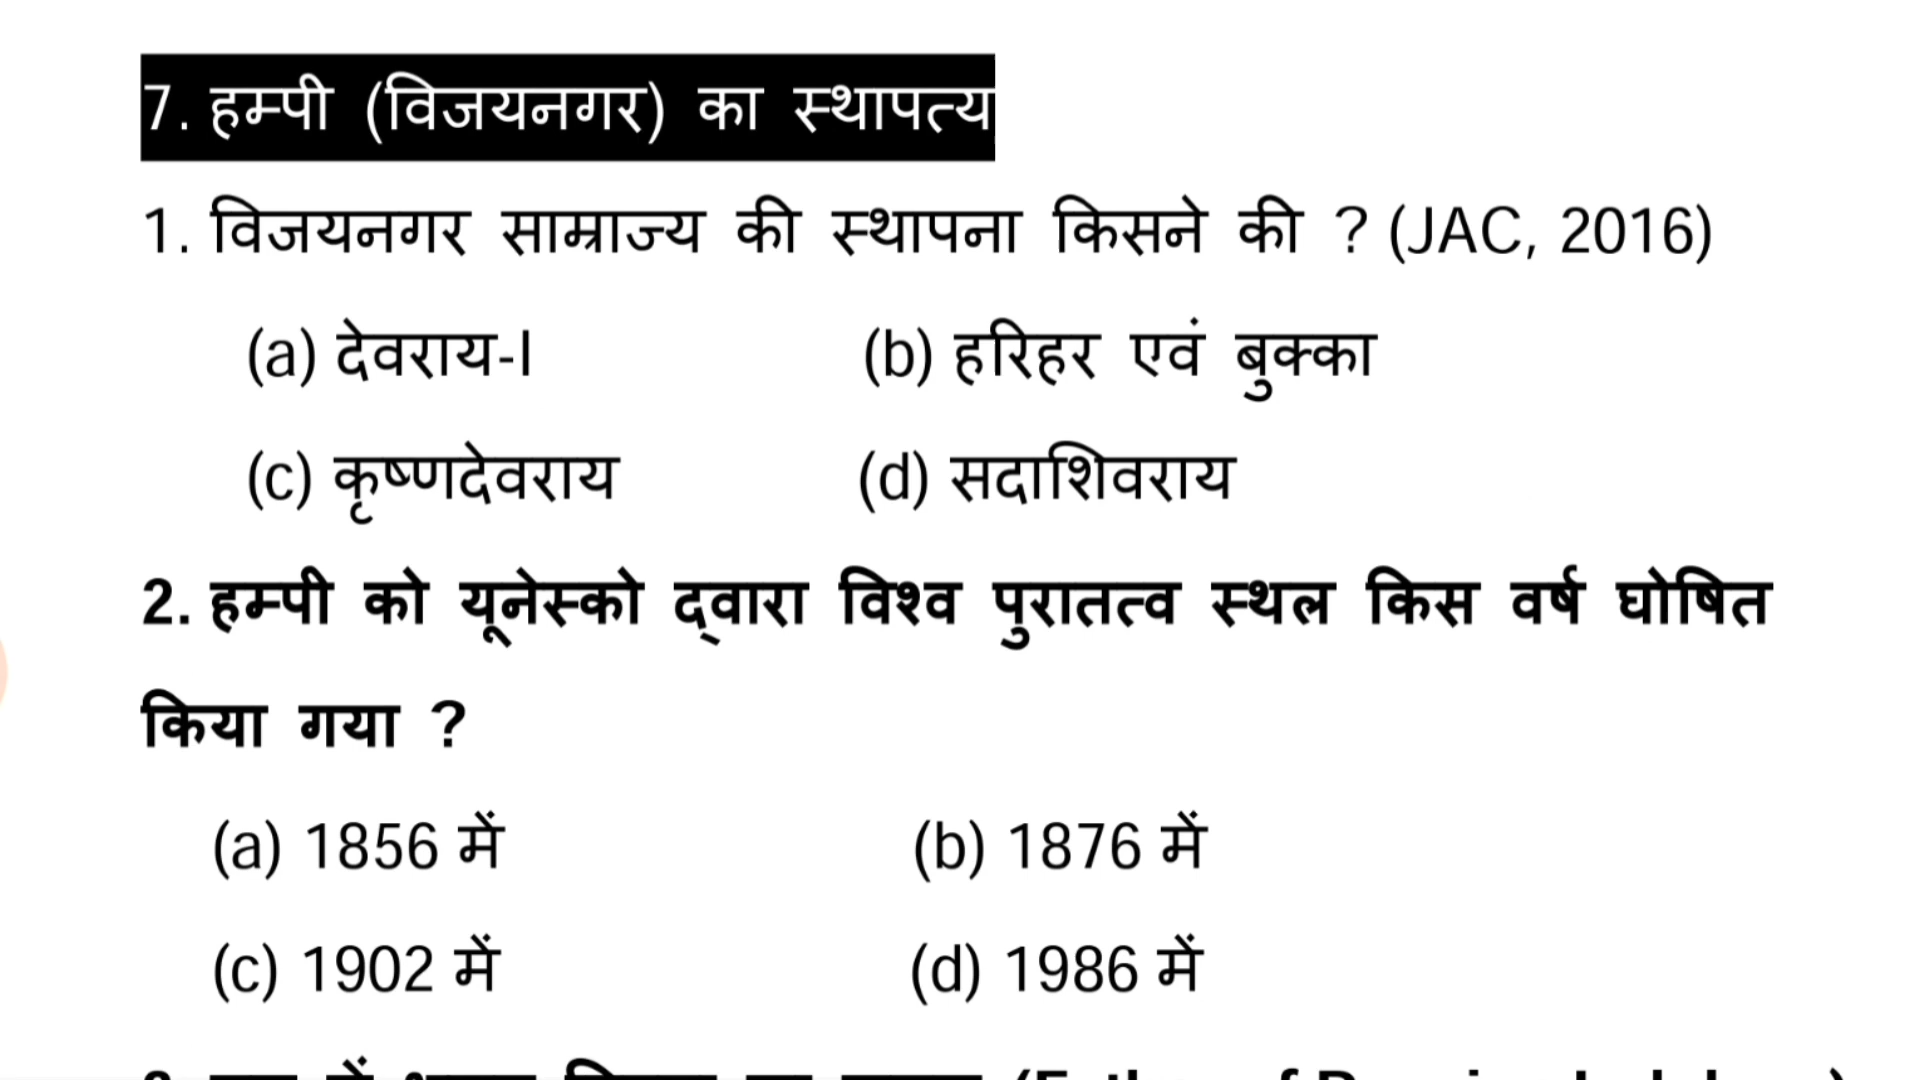 7. हम्पी (विजयनगर) का स्थापत्य
1. विजयनगर साम्राज्य की स्थापना किसने की ? (JAC, 2016)
(a) देवराय-I (b) हरिहर एवं बुक्का
(c) कृष्णदेवराय (d) सदाशिवराय
2. हम्पी को यूनेस्को द्वारा विश्व पुरातत्व स्थल किस वर्ष घोषित
किया गया ?
(a) 1856 में (b) 1876 में
(c) 1902 में (d) 1986 में